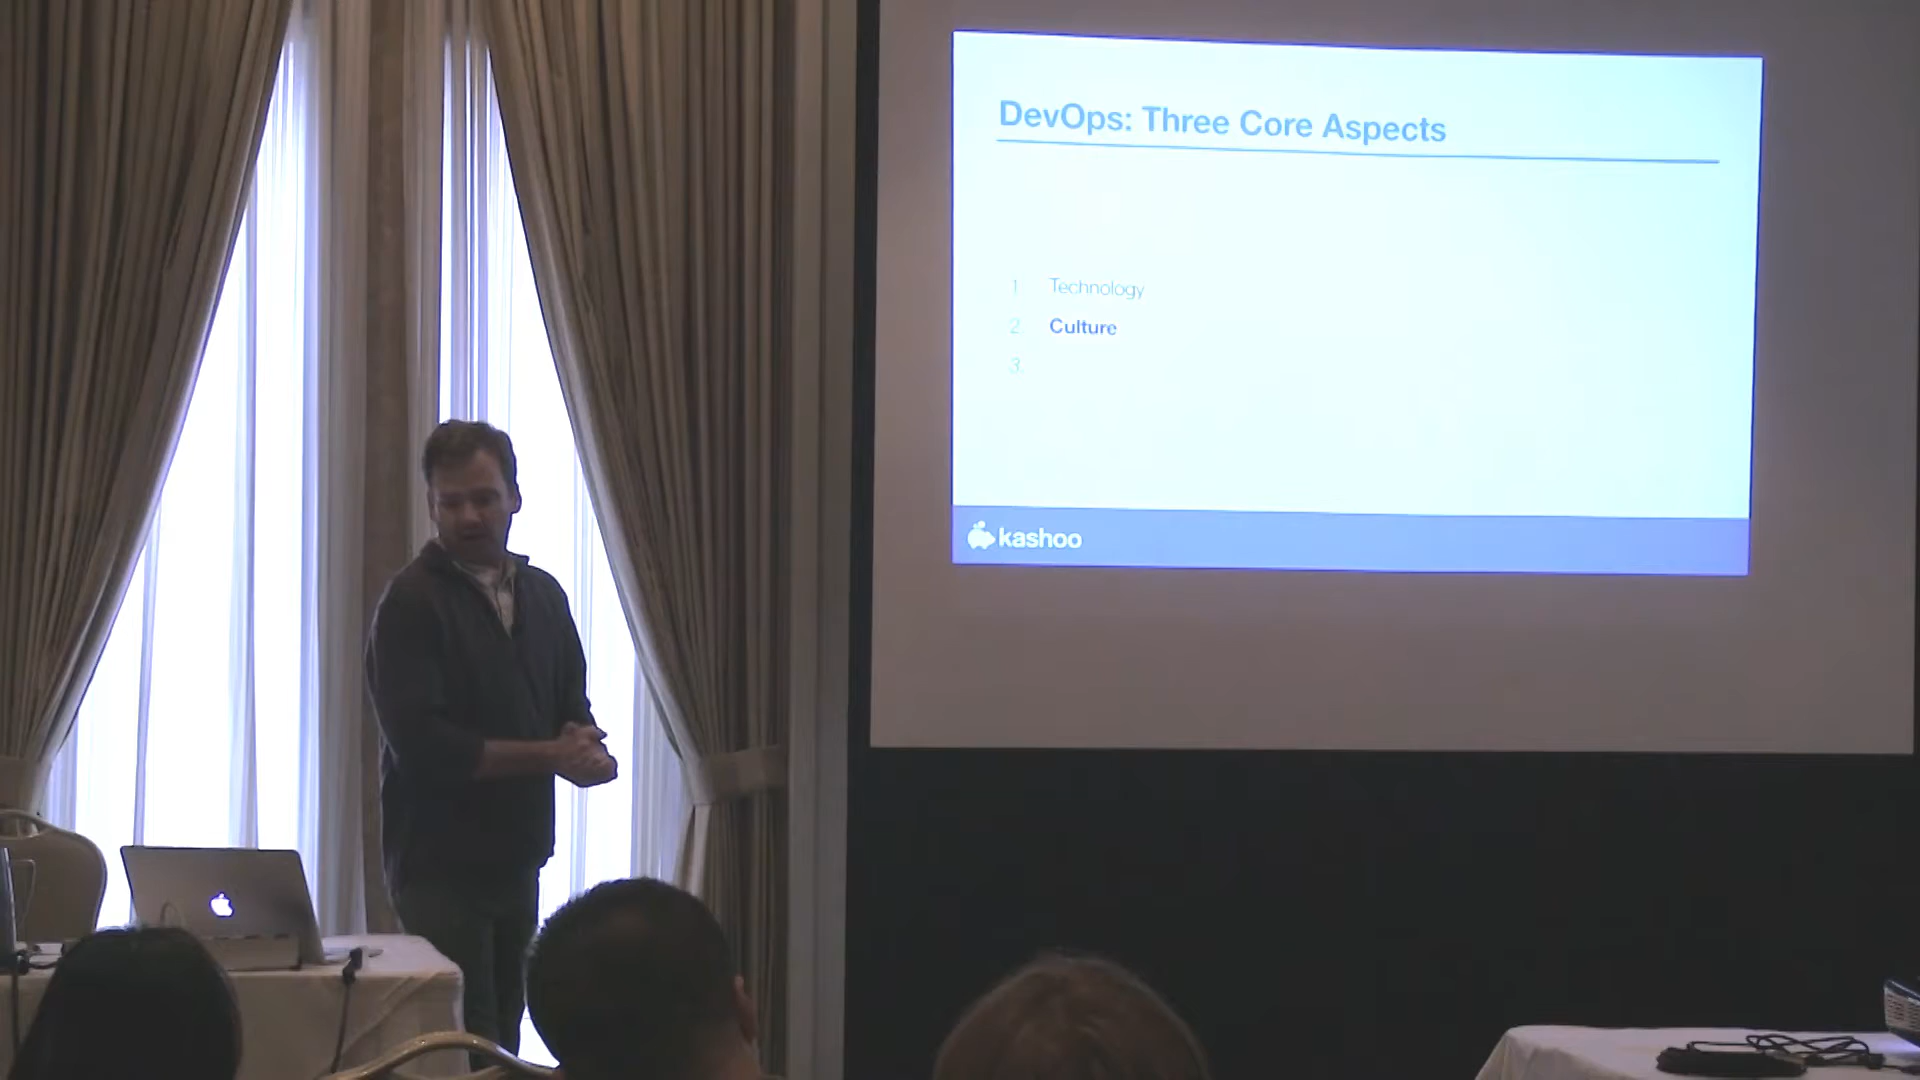 DevOps: Three Core Aspects
1. Technology
2. Culture
3.
kashoo